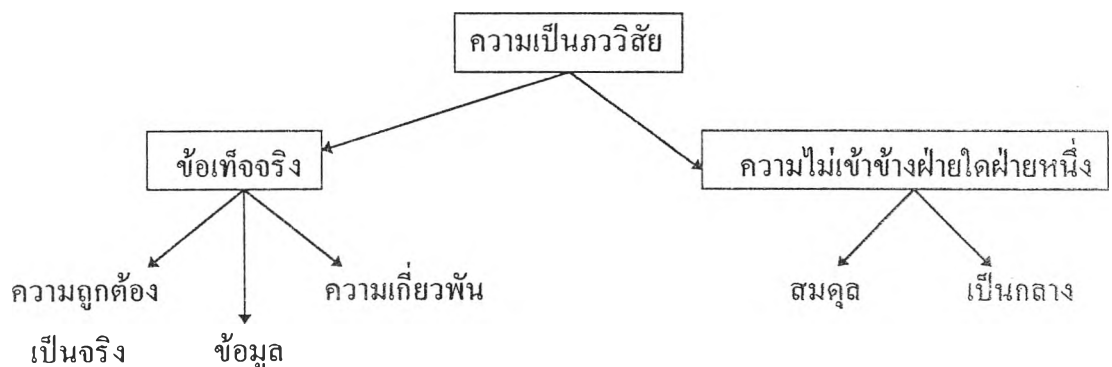 ความเป็นภววิสัย
ข้อเท็จจริง
ความไม่เข้าข้างฝ่ายใดฝ่ายหนึ่ง
ความถูกต้อง
เป็นจริง
ข้อมูล
ความเกี่ยวพัน
สมดุล
เป็นกลาง